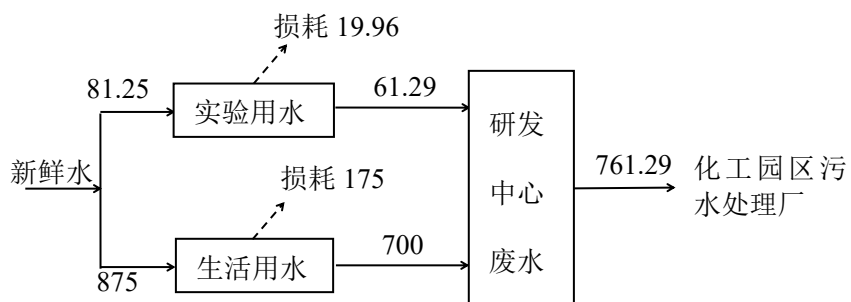 损耗 19.96
81.25
实验用水
61.29
新鲜水
损耗 175
875
生活用水
700
研发
中心
废水
761.29
化工园区污
水处理厂